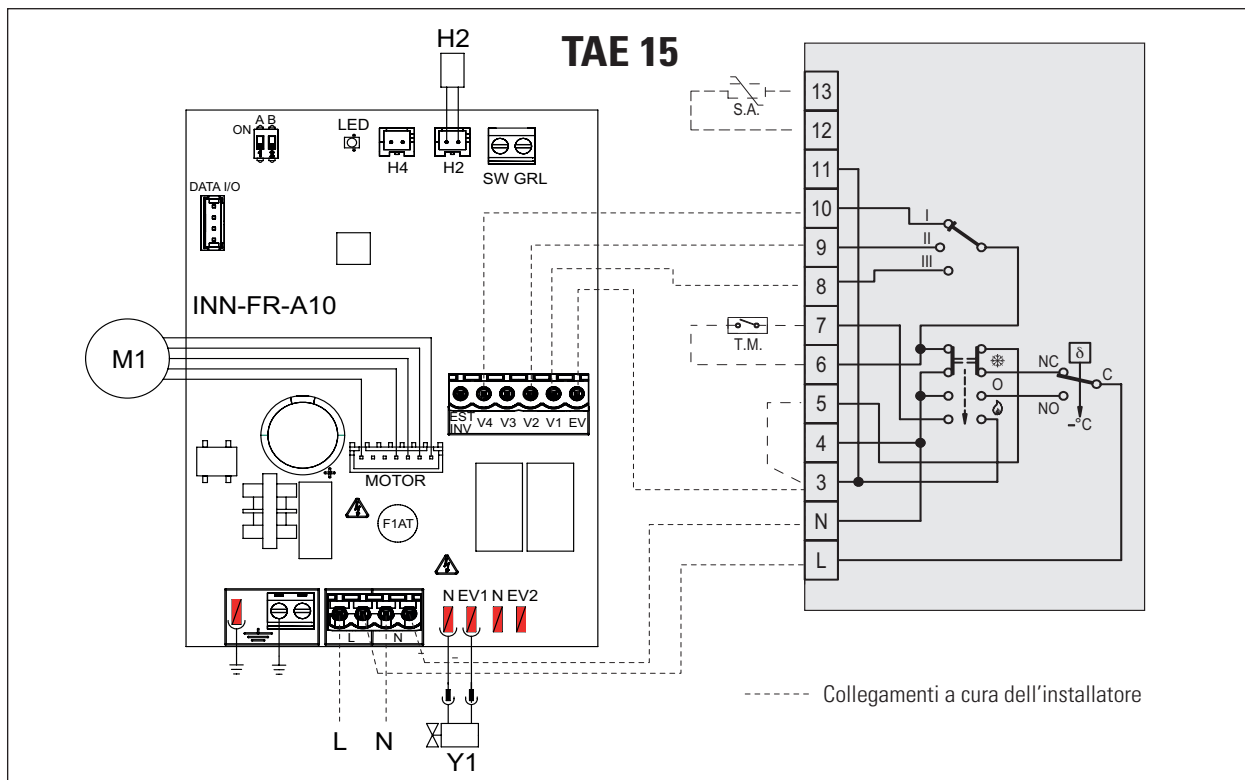 H2
TAE 15
A B
ON
LED
H4
H2
SW GRL
DATA I/O
INN-FR-A10
M1
EST INV
V4
V3
V2
V1
EV
MOTOR
F1AT
L
N
N EV1 N EV2
L
N
Y1
S.A.
T.M.
13
12
11
10
9
8
7
6
5
4
3
N
L
I
II
III
O
NC
NO
δ
C
–°C
Collegamenti a cura dell'installatore